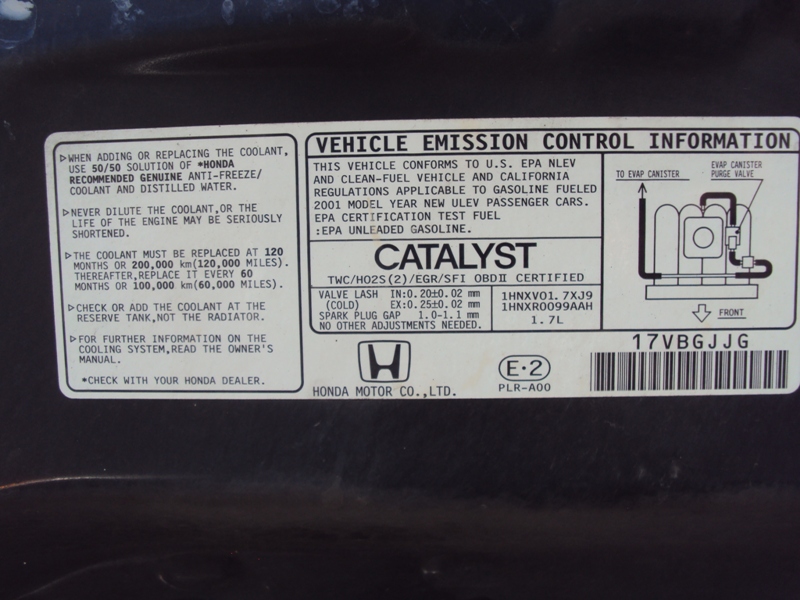 ▷WHEN ADDING OR REPLACING THE COOLANT,
USE 50/50 SOLUTION OF *HONDA
RECOMMENDED GENUINE ANTI-FREEZE/
COOLANT AND DISTILLED WATER.
▷NEVER DILUTE THE COOLANT,OR THE
LIFE OF THE ENGINE MAY BE SERIOUSLY
SHORTENED.
▷THE COOLANT MUST BE REPLACED AT 120
MONTHS OR 200,000 km(120,000 MILES).
THEREAFTER,REPLACE IT EVERY 60
MONTHS OR 100,000 km(60,000 MILES).
▷CHECK OR ADD THE COOLANT AT THE
RESERVE TANK,NOT THE RADIATOR.
▷FOR FURTHER INFORMATION ON THE
COOLING SYSTEM,READ THE OWNER'S
MANUAL.
*CHECK WITH YOUR HONDA DEALER.
VEHICLE EMISSION CONTROL INFORMATION
THIS VEHICLE CONFORMS TO U.S. EPA NLEV
AND CLEAN-FUEL VEHICLE AND CALIFORNIA
REGULATIONS APPLICABLE TO GASOLINE FUELED
2001 MODEL YEAR NEW ULEV PASSENGER CARS.
EPA CERTIFICATION TEST FUEL
:EPA UNLEADED GASOLINE.
CATALYST
TWC/HO2S(2)/EGR/SFI OBDⅡ CERTIFIED
VALVE LASH IN:0.20±0.02 mm
(COLD) EX:0.25±0.02 mm
SPARK PLUG GAP 1.0-1.1 mm
NO OTHER ADJUSTMENTS NEEDED.
1HNXV01.7XJ9
1HNXR0099AAH
1.7L
TO EVAP CANISTER
EVAP CANISTER
PURGE VALVE
FRONT
HONDA MOTOR CO.,LTD.
E·2
PLR-A00
17VBGJJG